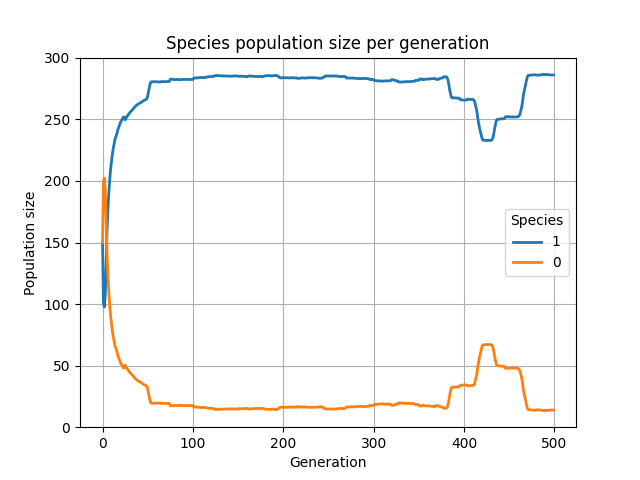 Species population size per generation
300
250
200
150
100
50
0
Population size
Species
1
0
0 100 200 300 400 500
Generation